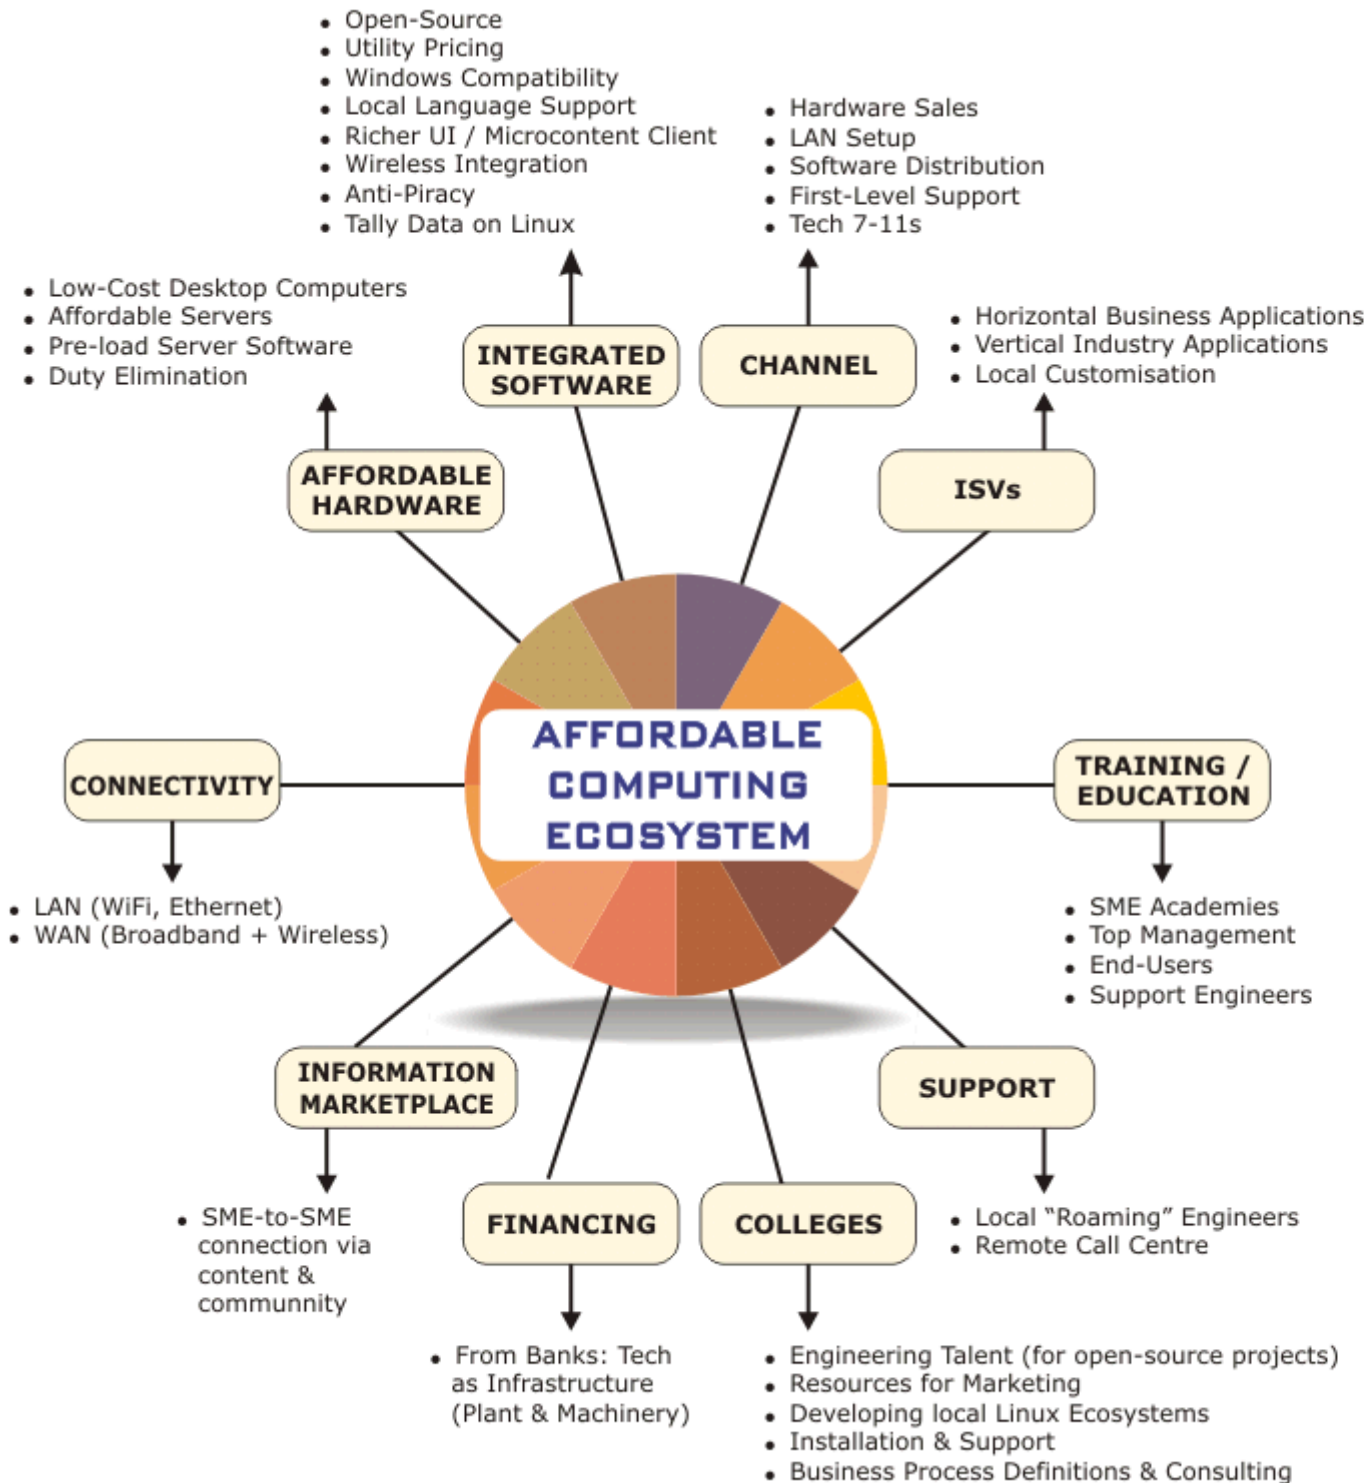 • Open-Source
• Utility Pricing
• Windows Compatibility
• Local Language Support
• Richer UI / Microcontent Client
• Wireless Integration
• Anti-Piracy
• Tally Data on Linux
• Hardware Sales
• LAN Setup
• Software Distribution
• First-Level Support
• Tech 7-11s
• Low-Cost Desktop Computers
• Affordable Servers
• Pre-load Server Software
• Duty Elimination
INTEGRATED
SOFTWARE
CHANNEL
• Horizontal Business Applications
• Vertical Industry Applications
• Local Customisation
AFFORDABLE
HARDWARE
ISVs
AFFORDABLE
COMPUTING
ECOSYSTEM
CONNECTIVITY
TRAINING /
EDUCATION
• LAN (WiFi, Ethernet)
• WAN (Broadband + Wireless)
• SME Academies
• Top Management
• End-Users
• Support Engineers
INFORMATION
MARKETPLACE
SUPPORT
• SME-to-SME
connection via
content &
communnity
FINANCING
COLLEGES
• Local “Roaming” Engineers
• Remote Call Centre
• From Banks: Tech
as Infrastructure
(Plant & Machinery)
• Engineering Talent (for open-source projects)
• Resources for Marketing
• Developing local Linux Ecosystems
• Installation & Support
• Business Process Definitions & Consulting